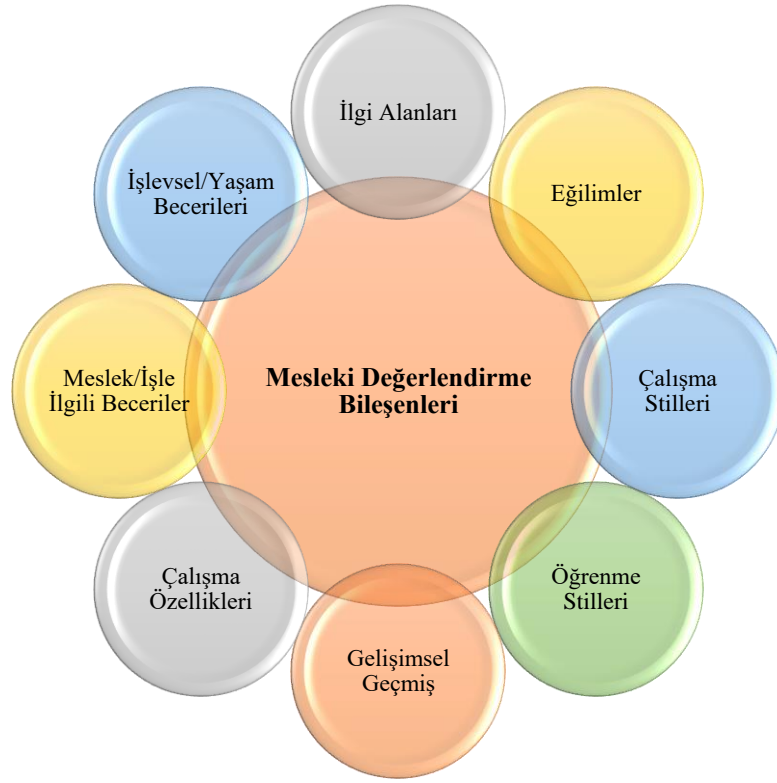 İlgi Alanları
Eğilimler
Çalışma
Stilleri
Öğrenme
Stilleri
Gelişimsel
Geçmiş
Çalışma
Özellikleri
Meslek/İşle
İlgili Beceriler
İşlevsel/Yaşam
Becerileri
Mesleki Değerlendirme
Bileşenleri